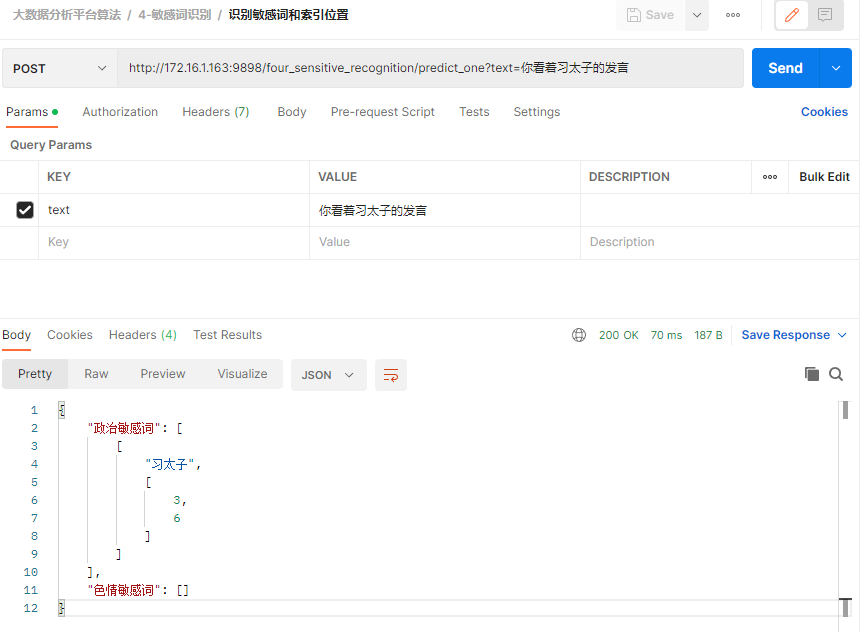 大数据分析平台算法 / 4-敏感词识别 / 识别敏感词和索引位置
Save
POST
http://172.16.1.163:9898/four_sensitive_recognition/predict_one?text=你看着习太子的发言
Send
Params Authorization Headers (7) Body Pre-request Script Tests Settings Cookies
Query Params
KEY VALUE DESCRIPTION Bulk Edit
text 你看着习太子的发言
Key Value Description
Body Cookies Headers (4) Test Results 200 OK 70 ms 187 B Save Response
Pretty Raw Preview Visualize JSON
1 {
2 "政治敏感词": [
3 [
4 "习太子",
5 [
6 3,
7 6
8 ]
9 ]
10 ],
11 "色情敏感词": []
12 }